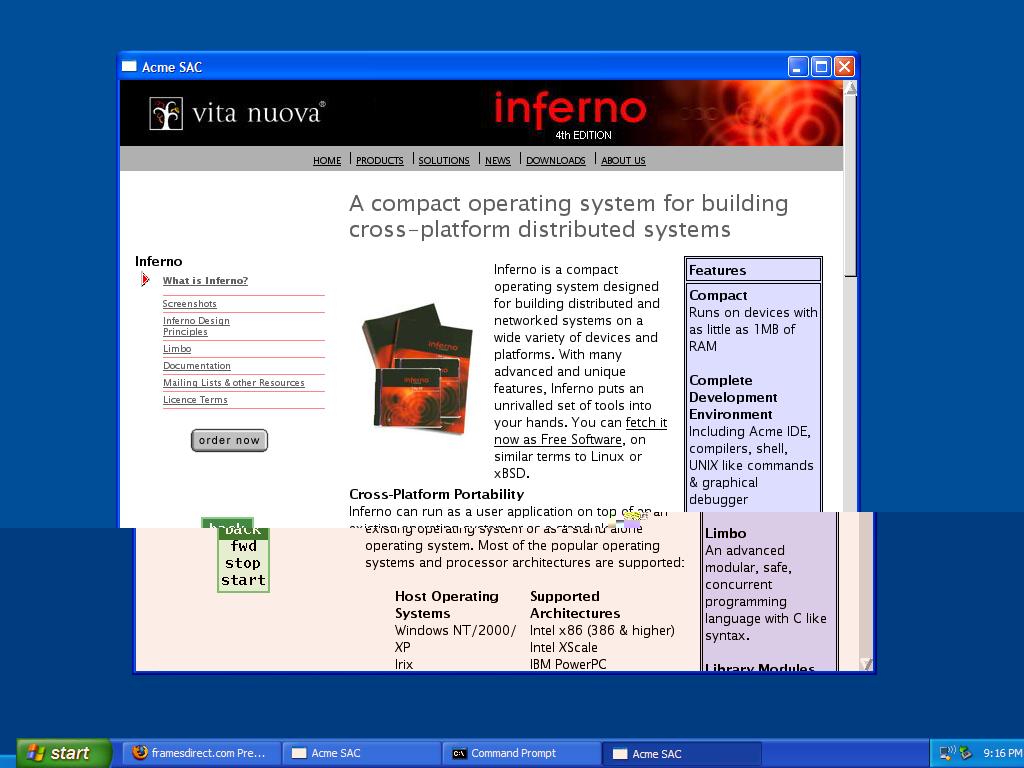 Acme SAC
vita nuova®
inferno
4th EDITION
HOME PRODUCTS SOLUTIONS NEWS DOWNLOADS ABOUT US
A compact operating system for building
cross-platform distributed systems
Inferno
What is Inferno?
Screenshots
Inferno Design
Principles
Limbo
Documentation
Mailing Lists & other Resources
Licence Terms
order now
back
fwd
stop
start
inferno
inferno
inferno
Inferno is a compact
operating system designed
for building distributed and
networked systems on a
wide variety of devices and
platforms. With many
advanced and unique
features, Inferno puts an
unrivalled set of tools into
your hands. You can fetch it
now as Free Software, on
similar terms to Linux or
xBSD.
Cross-Platform Portability
Inferno can run as a user application on top of an
operating system. Most of the popular operating
systems and processor architectures are supported:
Host Operating
Systems
Windows NT/2000/
XP
Irix
Supported
Architectures
Intel x86 (386 & higher)
Intel XScale
IBM PowerPC
Features
Compact
Runs on devices with
as little as 1MB of
RAM
Complete
Development
Environment
Including Acme IDE,
compilers, shell,
UNIX like commands
& graphical
debugger
Limbo
An advanced
modular, safe,
concurrent
programming
language with C like
syntax.
Library Modules
start
framesdirect.com Pre...
Acme SAC
Command Prompt
Acme SAC
9:16 PM